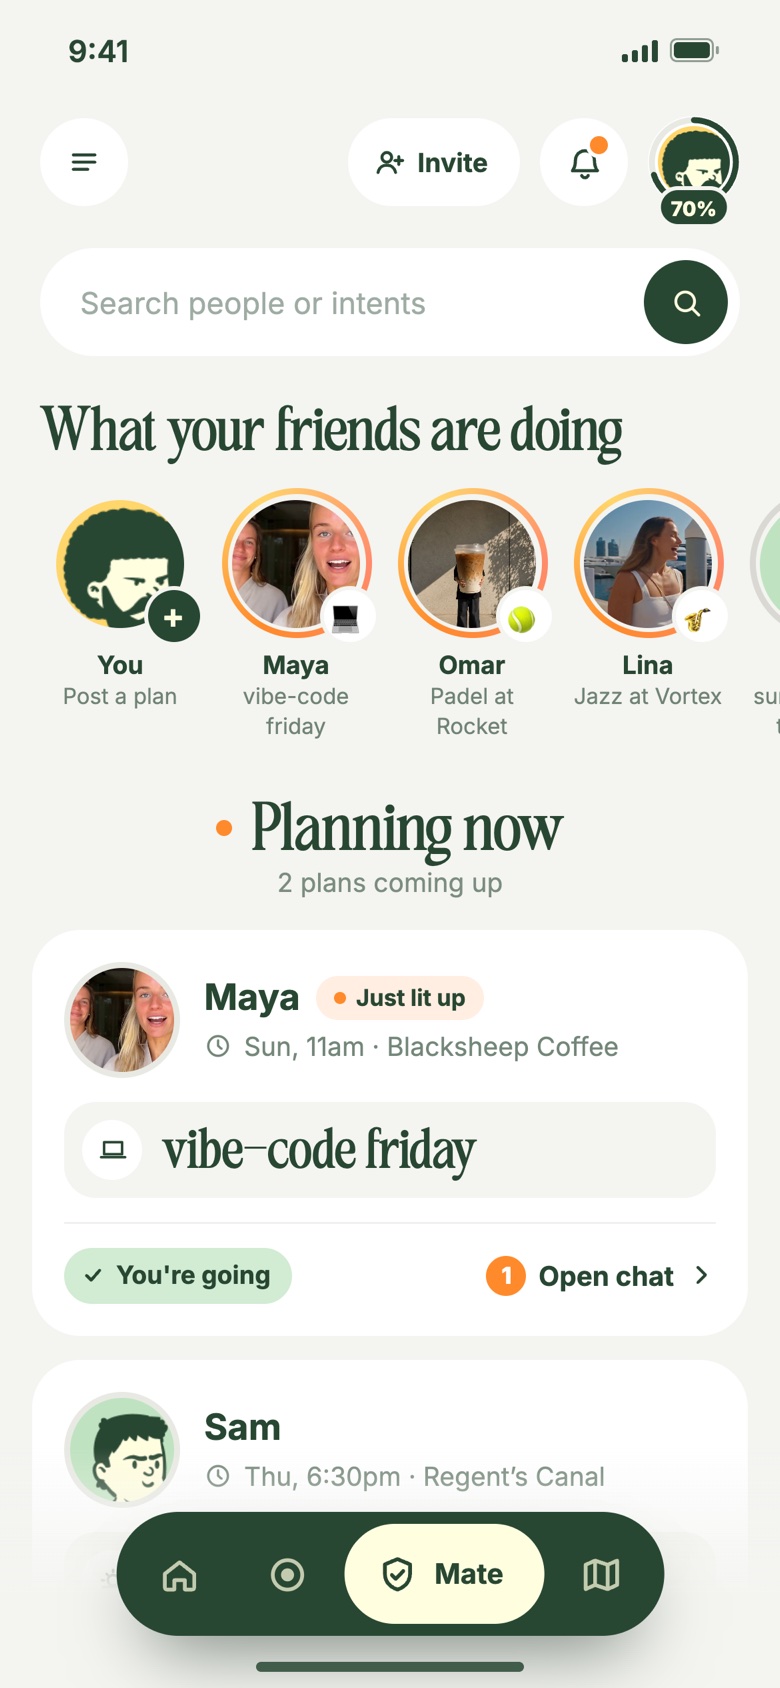 9:41
Invite
70%
Search people or intents
What your friends are doing
You
Post a plan
Maya
vibe-code
friday
Omar
Padel at
Rocket
Lina
Jazz at Vortex
Planning now
2 plans coming up
Maya
Just lit up
Sun, 11am · Blacksheep Coffee
vibe–code friday
You're going
1
Open chat
Sam
Thu, 6:30pm · Regent’s Canal
Mate